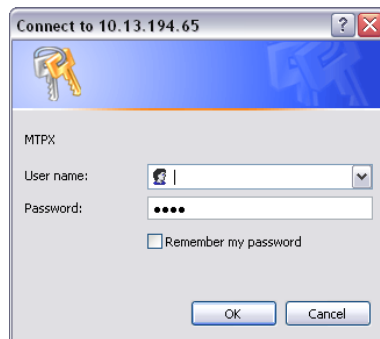 Connect to 10.13.194.65
MTPX
User name:
Password: ●●●●
Remember my password
OK Cancel